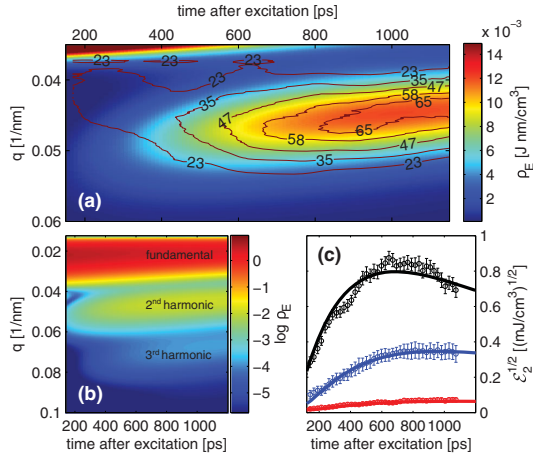 time after excitation [ps]
200 400 600 800 1000
x 10⁻³
q [1/nm]
0.04
0.05
0.06
23 23 23 23 23
35 35 35
47 47 47
58 58 58
65 65
(a)
14
12
10
8
6
4
2
ρE [J nm/cm³]
q [1/nm]
0.02
0.04
0.06
0.08
0.1
fundamental
2nd harmonic
3rd harmonic
(b)
0
−1
−2
−3
−4
−5
log ρE
200 400 600 800 1000
time after excitation [ps]
(c)
1
0.8
0.6
0.4
0.2
0
ℰ₂^1/2 [(mJ/cm³)^1/2]
200 400 600 800 1000
time after excitation [ps]